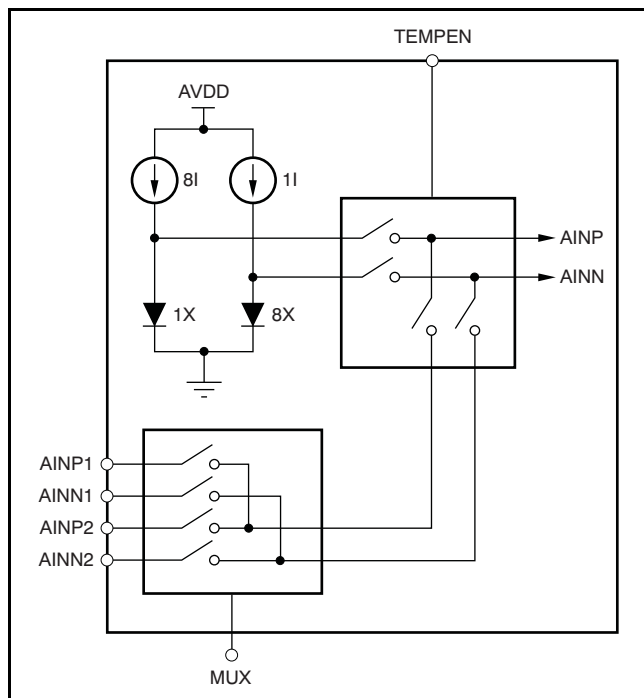 TEMPEN
AVDD
8I
1I
AINP
AINN
1X
8X
AINP1
AINN1
AINP2
AINN2
MUX